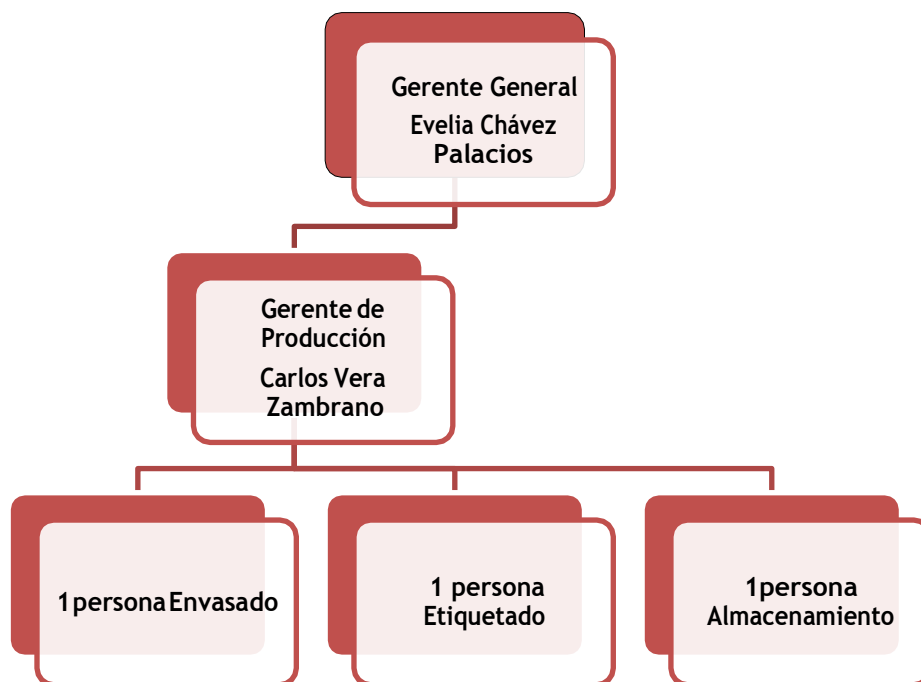 Gerente General
Evelia Chávez
Palacios
Gerente de
Producción
Carlos Vera
Zambrano
1 persona Envasado
1 persona
Etiquetado
1persona
Almacenamiento